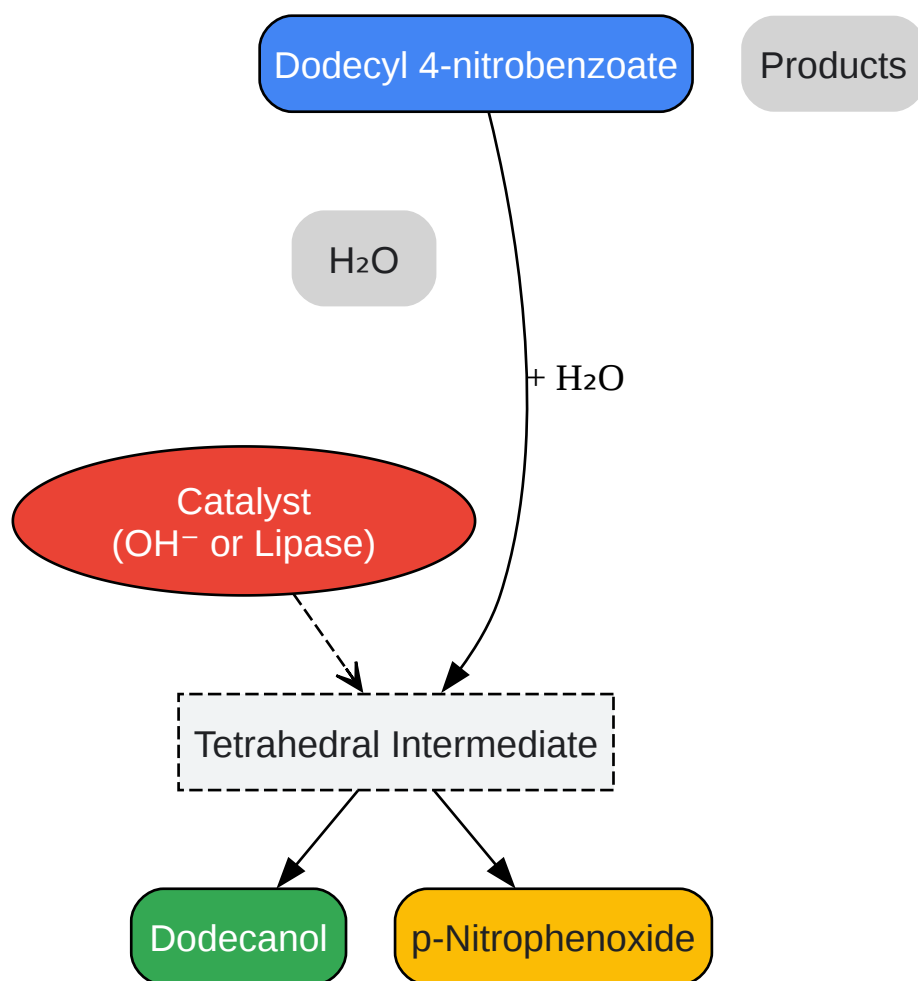 Dodecyl 4-nitrobenzoate
Products
H₂O
+ H₂O
Catalyst
(OH⁻ or Lipase)
Tetrahedral Intermediate
Dodecanol
p-Nitrophenoxide